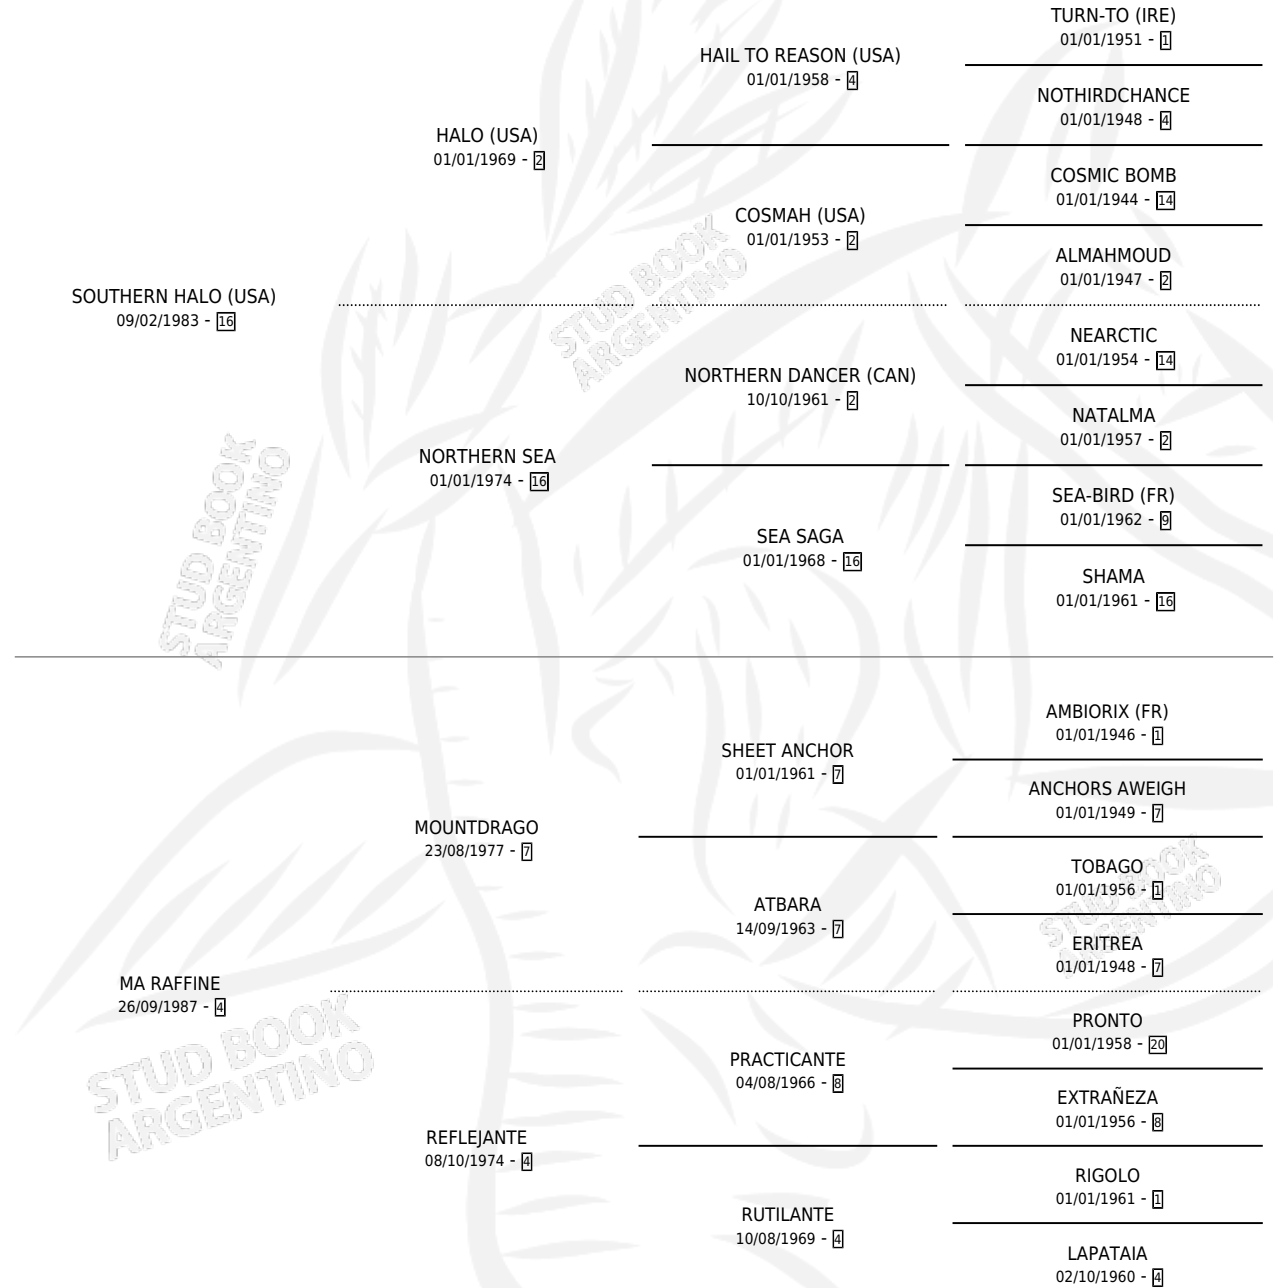 TURN-TO (IRE)
01/01/1951 - 1
HAIL TO REASON (USA)
01/01/1958 - 4
NOTHIRDCHANCE
01/01/1948 - 4
HALO (USA)
01/01/1969 - 2
COSMIC BOMB
01/01/1944 - 14
COSMAH (USA)
01/01/1953 - 2
ALMAHMOUD
01/01/1947 - 2
SOUTHERN HALO (USA)
09/02/1983 - 16
STUD BOOK
ARGENTINO
NEARCTIC
01/01/1954 - 14
NORTHERN DANCER (CAN)
10/10/1961 - 2
NATALMA
01/01/1957 - 2
NORTHERN SEA
01/01/1974 - 16
SEA-BIRD (FR)
01/01/1962 - 9
SEA SAGA
01/01/1968 - 16
SHAMA
01/01/1961 - 16
STUD BOOK
ARGENTINO
AMBIORIX (FR)
01/01/1946 - 1
SHEET ANCHOR
01/01/1961 - 7
ANCHORS AWEIGH
01/01/1949 - 7
MOUNTDRAGO
23/08/1977 - 7
TOBAGO
01/01/1956 - 1
ATBARA
14/09/1963 - 7
STUD BOOK
ARGENTINO
ERITREA
01/01/1948 - 7
MA RAFFINE
26/09/1987 - 4
PRONTO
01/01/1958 - 20
PRACTICANTE
04/08/1966 - 8
STUD BOOK
ARGENTINO
EXTRAÑEZA
01/01/1956 - 8
REFLEJANTE
08/10/1974 - 4
RIGOLO
01/01/1961 - 1
RUTILANTE
10/08/1969 - 4
LAPATAIA
02/10/1960 - 4